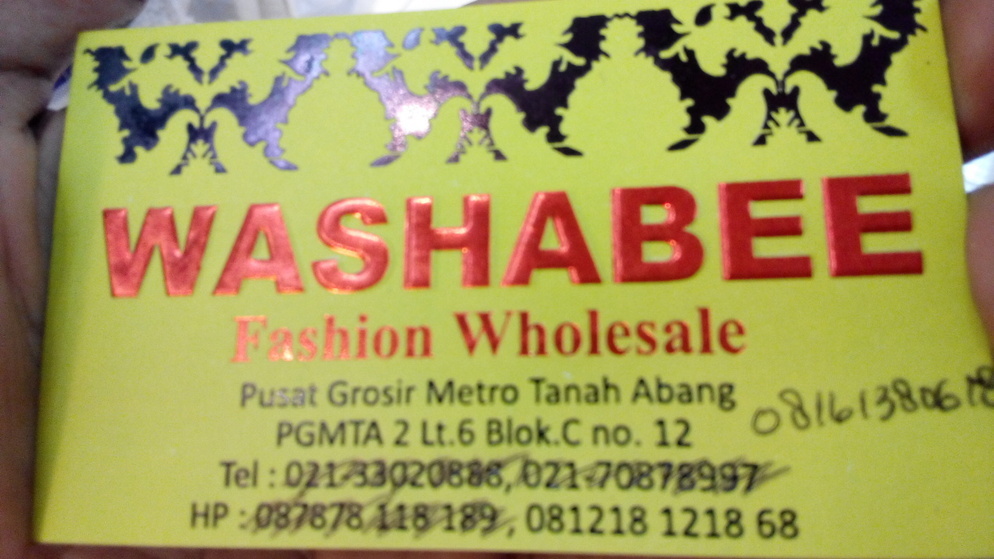 WASHABEE
Fashion Wholesale
Pusat Grosir Metro Tanah Abang
PGMTA 2 Lt.6 Blok.C no. 12
Tel : 021-33020888, 021-70878997
HP : 087878 118 189, 081218 1218 68